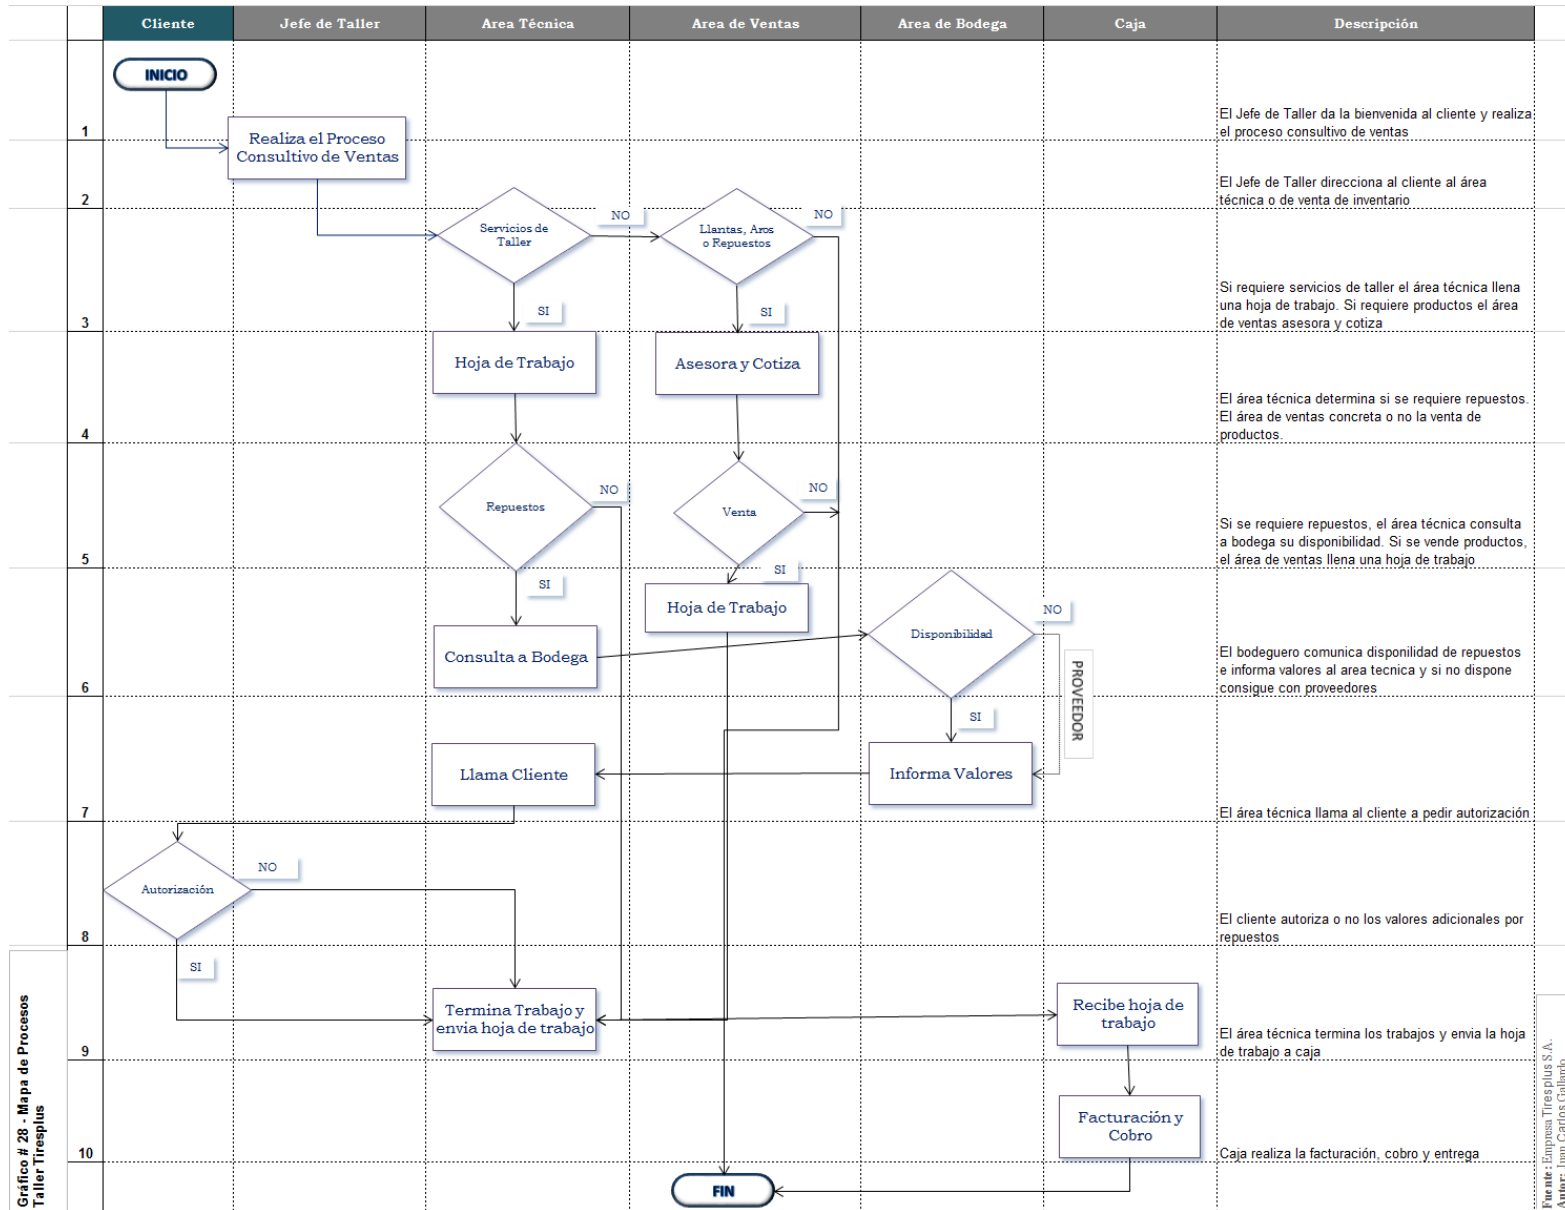 Cliente
Jefe de Taller
Area Técnica
Area de Ventas
Area de Bodega
Caja
Descripción
INICIO
El Jefe de Taller da la bienvenida al cliente y realiza
el proceso consultivo de ventas
1
Realiza el Proceso
Consultivo de Ventas
El Jefe de Taller direcciona al cliente al área
técnica o de venta de inventario
2
Servicios de
Taller
NO
Llantas, Aros
o Repuestos
NO
SI
SI
Si requiere servicios de taller el área técnica llena
una hoja de trabajo. Si requiere productos el área
de ventas asesora y cotiza
3
Hoja de Trabajo
Asesora y Cotiza
El área técnica determina si se requiere repuestos.
El área de ventas concreta o no la venta de
productos.
4
Repuestos
NO
Venta
NO
Si se requiere repuestos, el área técnica consulta
a bodega su disponibilidad. Si se vende productos,
el área de ventas llena una hoja de trabajo
5
SI
SI
Hoja de Trabajo
Disponibilidad
NO
Consulta a Bodega
PROVEEDOR
El bodeguero comunica disponilidad de repuestos
e informa valores al area tecnica y si no dispone
consigue con proveedores
6
SI
Llama Cliente
Informa Valores
7
El área técnica llama al cliente a pedir autorización
Autorización
NO
El cliente autoriza o no los valores adicionales por
repuestos
8
SI
Termina Trabajo y
envia hoja de trabajo
Recibe hoja de
trabajo
El área técnica termina los trabajos y envia la hoja
de trabajo a caja
9
Facturación y
Cobro
10
Caja realiza la facturación, cobro y entrega
FIN
Gráfico # 28 - Mapa de Procesos
Taller Tiresplus
Fuente: Empresa Tiresplus S.A.
Autor: Juan Carlos Gallardo